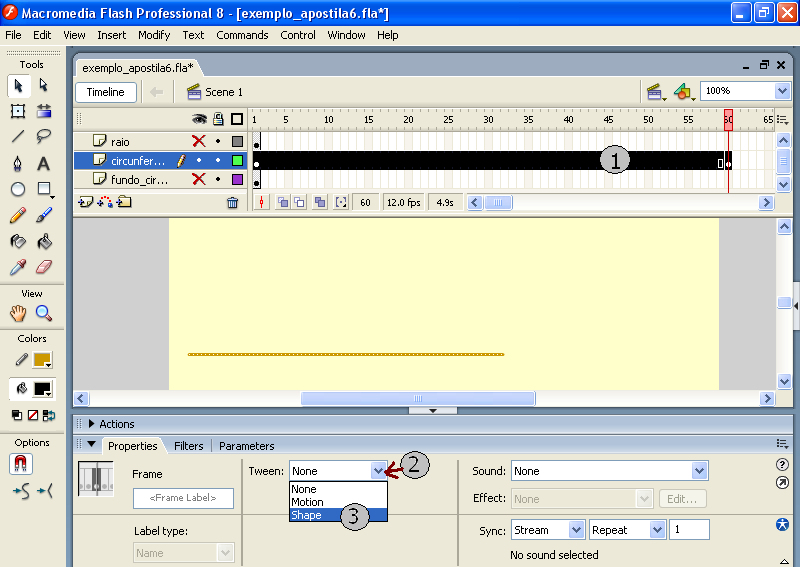 Macromedia Flash Professional 8 - [exemplo_apostila6.fla*]
File Edit View Insert Modify Text Commands Control Window Help
Tools
exemplo_apostila6.fla*
Timeline Scene 1 100%
1 5 10 15 20 25 30 35 40 45 50 55 60 65
raio
circunfer...
1
fundo_cir...
60 12.0 fps 4.9s
View
Colors
Options
Actions
Properties Filters Parameters
Frame
<Frame Label>
Label type:
Name
Tween: None
2
None
Motion
Shape
3
Sound: None
Effect: None Edit...
Sync: Stream Repeat 1
No sound selected